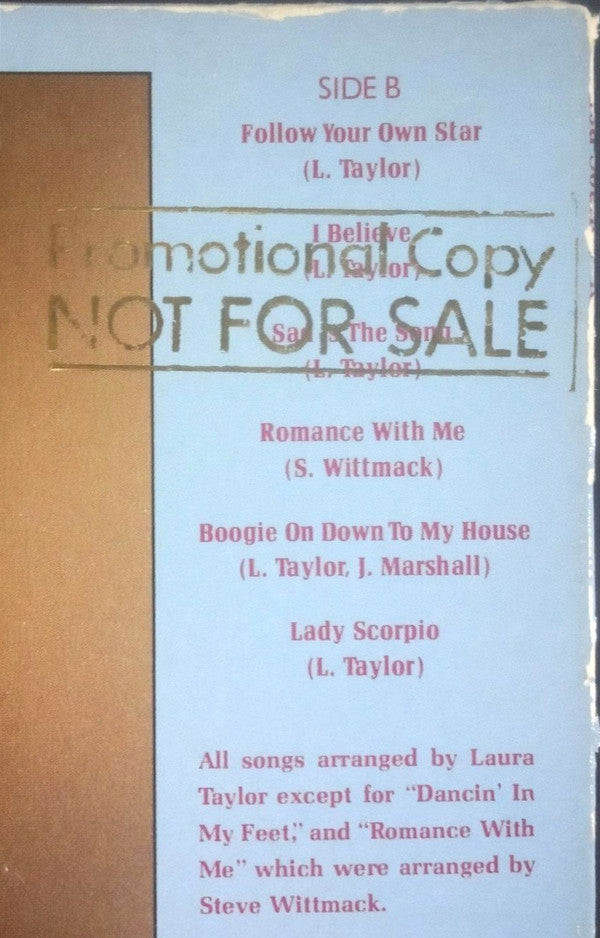 SIDE B
Follow Your Own Star
(L. Taylor)
I Believe
(L. Taylor)
Promotional Copy
NOT FOR SALE
The Song
(L. Taylor)
Romance With Me
(S. Wittmack)
Boogie On Down To My House
(L. Taylor, J. Marshall)
Lady Scorpio
(L. Taylor)
All songs arranged by Laura
Taylor except for “Dancin’ In
My Feet,” and “Romance With
Me” which were arranged by
Steve Wittmack.